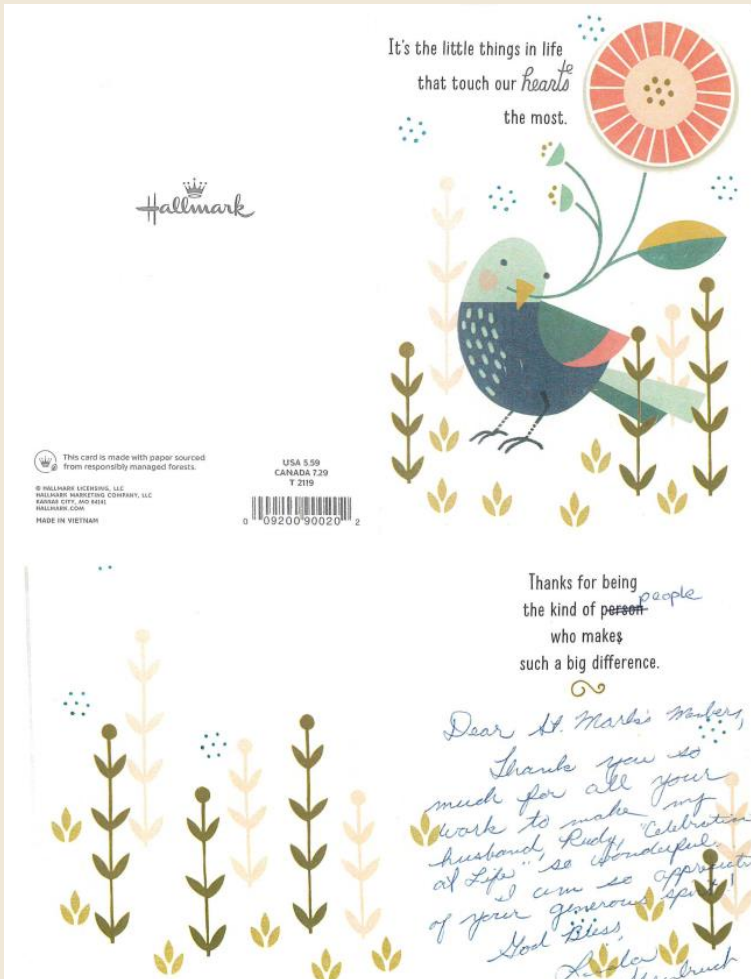 It's the little things in life
that touch our hearts
the most.
Hallmark
This card is made with paper sourced
from responsibly managed forests.
© HALLMARK LICENSING, LLC
HALLMARK MARKETING COMPANY, LLC
KANSAS CITY, MO 64141
HALLMARK.COM
MADE IN VIETNAM
USA 5.59
CANADA 7.29
T 2119
0 09200 90020 2
Thanks for being
the kind of person people
who makes
such a big difference.
Dear St. Mark's Members,
Thank you so
much for all your
work to make my
husband, Rudy, "Celebration
of Life" so wonderful.
I am so appreciative
of your generous spirit!
God Bless,
Linda